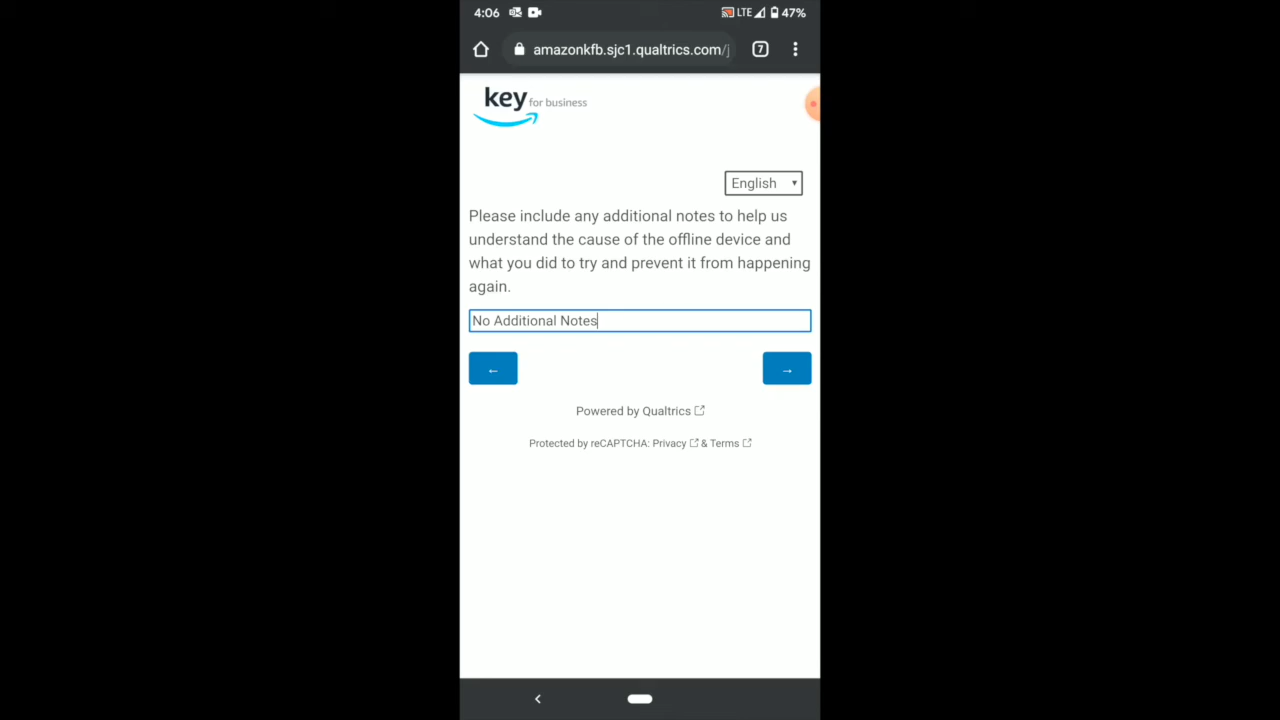 4:06 LTE 47%
amazonkfb.sjc1.qualtrics.com/j 7
key for business
English
Please include any additional notes to help us
understand the cause of the offline device and
what you did to try and prevent it from happening
again.
No Additional Notes
← →
Powered by Qualtrics
Protected by reCAPTCHA: Privacy & Terms